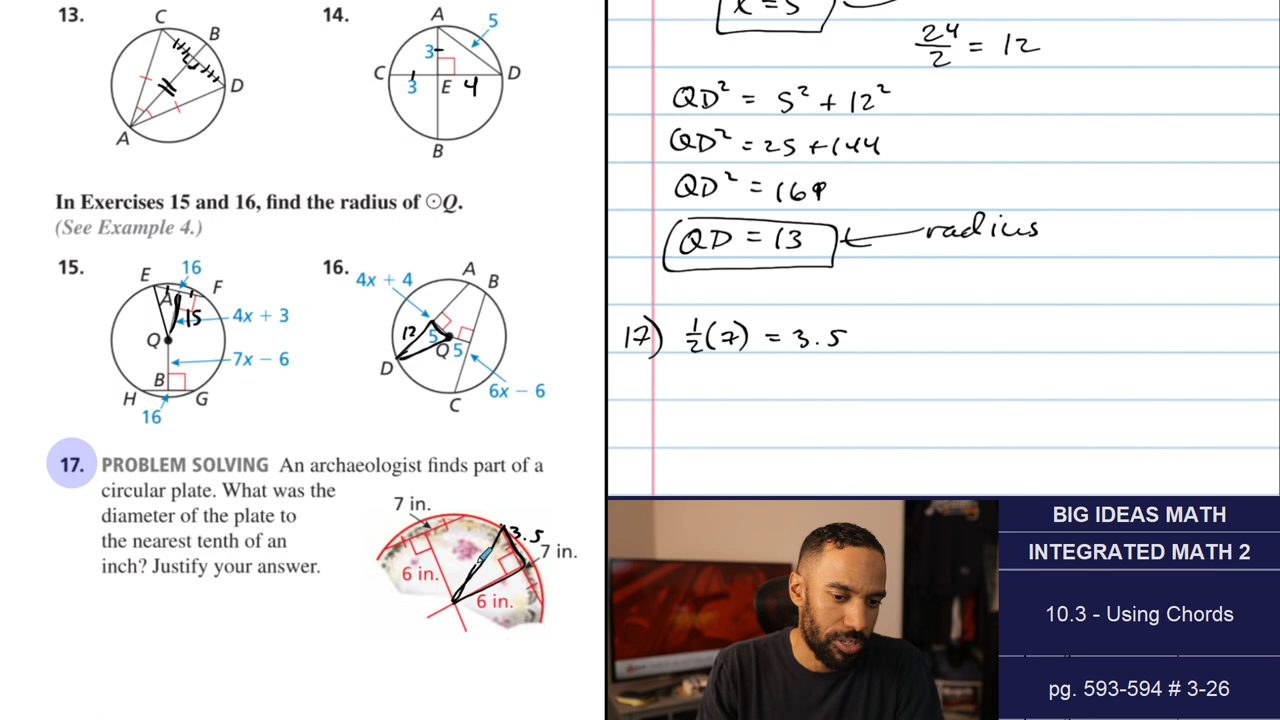 13.
C
B
D
A
14.
A
5
3
C
D
3
E
4
B
In Exercises 15 and 16, find the radius of ⊙Q.
(See Example 4.)
15.
16
E
F
A
15
4x + 3
Q
7x − 6
B
H
G
16
16.
4x + 4
A
B
12
5
Q
5
D
6x − 6
C
17. PROBLEM SOLVING An archaeologist finds part of a
circular plate. What was the
diameter of the plate to
the nearest tenth of an
inch? Justify your answer.
7 in.
3.5
7 in.
6 in.
6 in.
x = 5
24/2 = 12
QD² = 5² + 12²
QD² = 25 + 144
QD² = 169
QD = 13 ← radius
17) ½(7) = 3.5
BIG IDEAS MATH
INTEGRATED MATH 2
10.3 - Using Chords
pg. 593-594 # 3-26